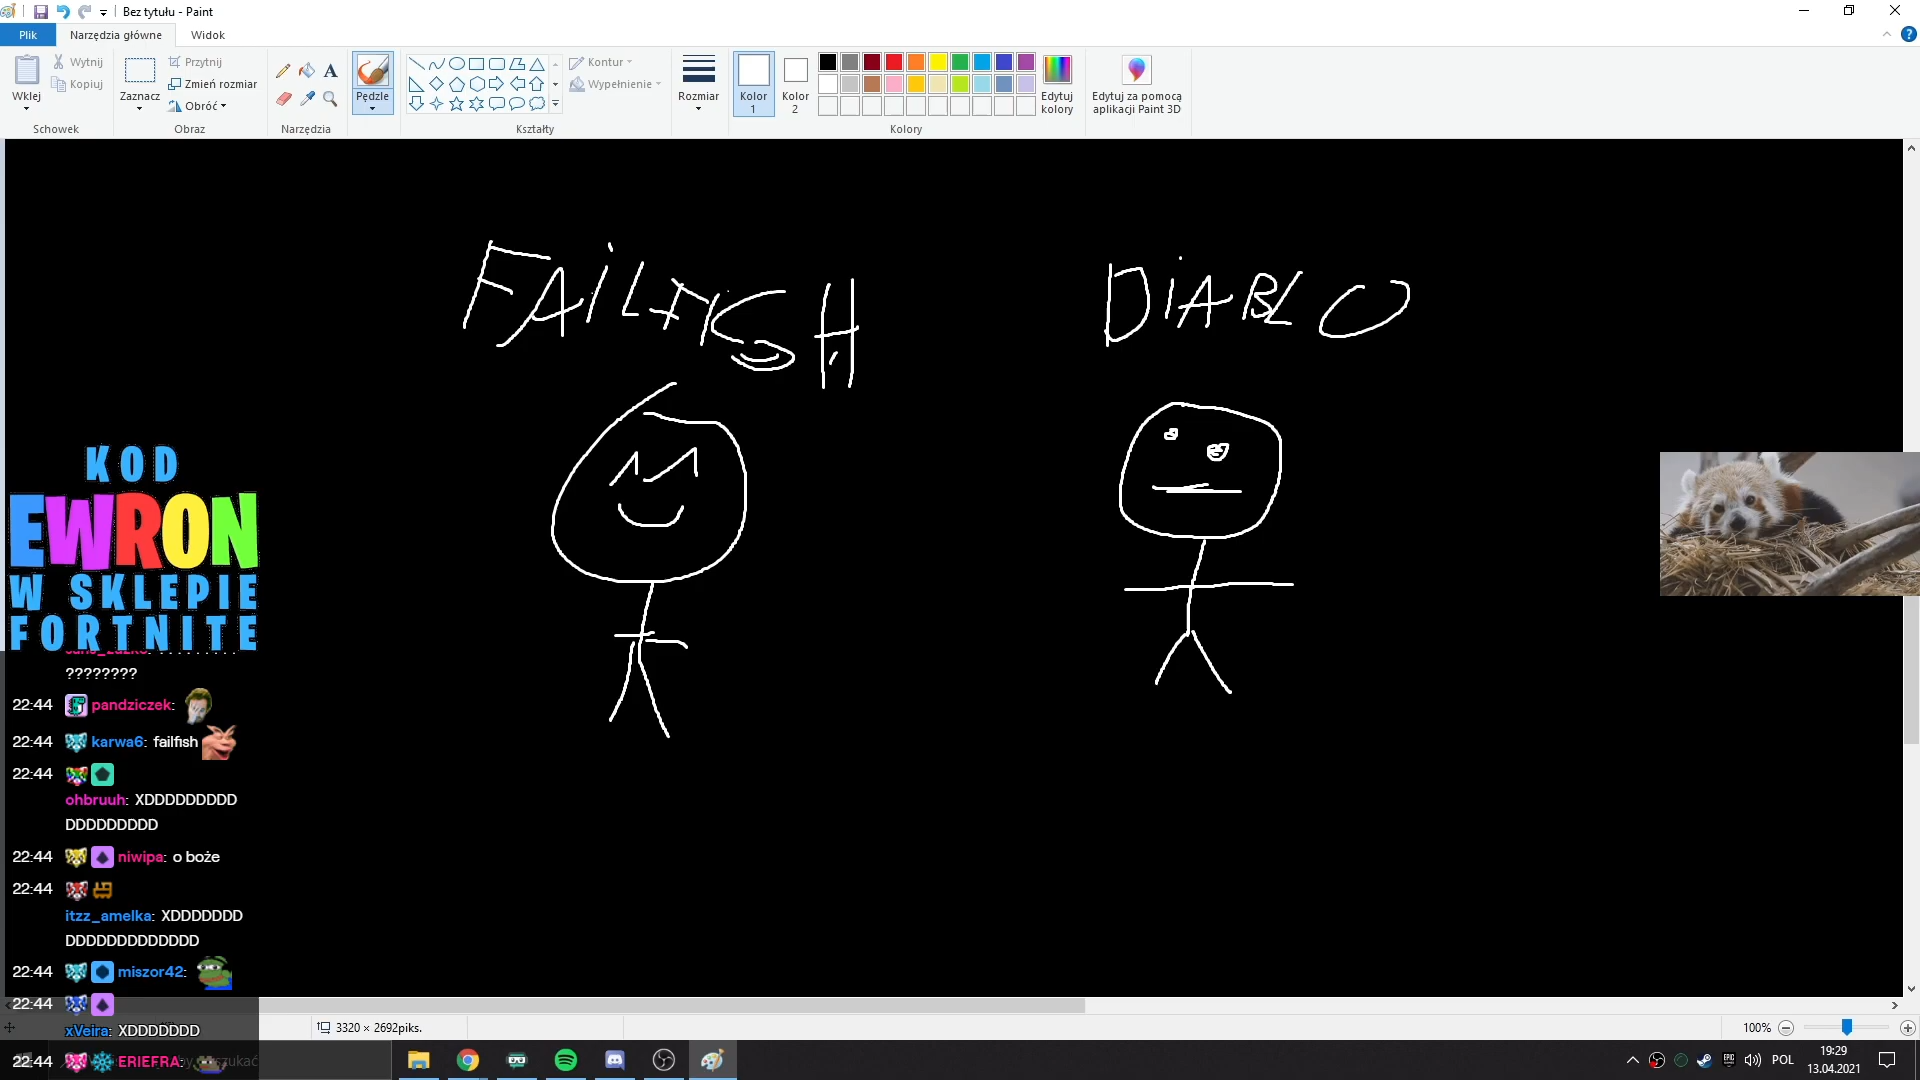 Bez tytułu - Paint
Plik Narzędzia główne Widok
Wklej
Wytnij
Kopiuj
Schowek
Zaznacz
Przytnij
Zmień rozmiar
Obróć
Obraz
Narzędzia
Pędzle
Kontur
Wypełnienie
Kształty
Rozmiar
Kolor
1
Kolor
2
Edytuj
kolory
Kolory
Edytuj za pomocą
aplikacji Paint 3D
FAiLFiSH
DiABLO
KOD
EWRON
W SKLEPIE
FORTNITE
????????
22:44 pandziczek:
22:44 karwa6: failfish
22:44
ohbruuh: XDDDDDDDDD
DDDDDDDDD
22:44 niwipa: o boże
22:44
itzz_amelka: XDDDDDDD
DDDDDDDDDDDDD
22:44 miszor42:
22:44
xVeira: XDDDDDDD
22:44 ERIEFRA:
3320 × 2692piks.
100%
EPIC
POL
19:29
13.04.2021